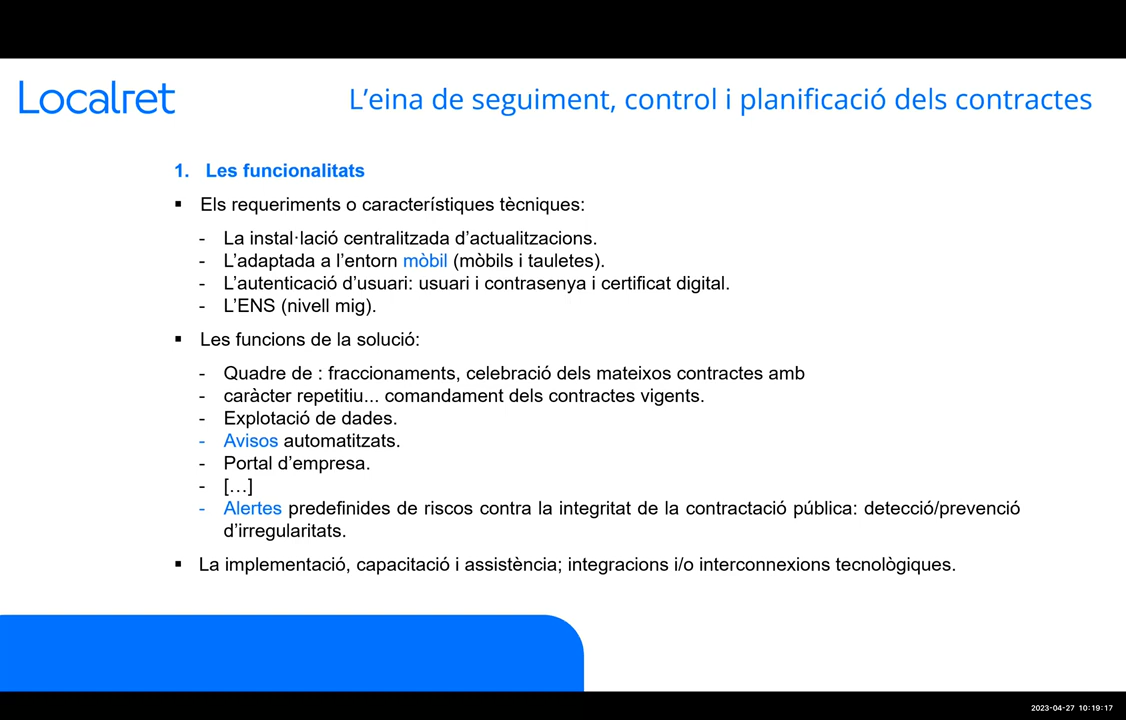 Localret
L’eina de seguiment, control i planificació dels contractes
1. Les funcionalitats
▪ Els requeriments o característiques tècniques:
- La instal·lació centralitzada d’actualitzacions.
- L’adaptada a l’entorn mòbil (mòbils i tauletes).
- L’autenticació d’usuari: usuari i contrasenya i certificat digital.
- L’ENS (nivell mig).
▪ Les funcions de la solució:
- Quadre de : fraccionaments, celebració dels mateixos contractes amb
- caràcter repetitiu... comandament dels contractes vigents.
- Explotació de dades.
- Avisos automatitzats.
- Portal d’empresa.
- […]
- Alertes predefinides de riscos contra la integritat de la contractació pública: detecció/prevenció
d’irregularitats.
▪ La implementació, capacitació i assistència; integracions i/o interconnexions tecnològiques.
2023-04-27 10:19:17